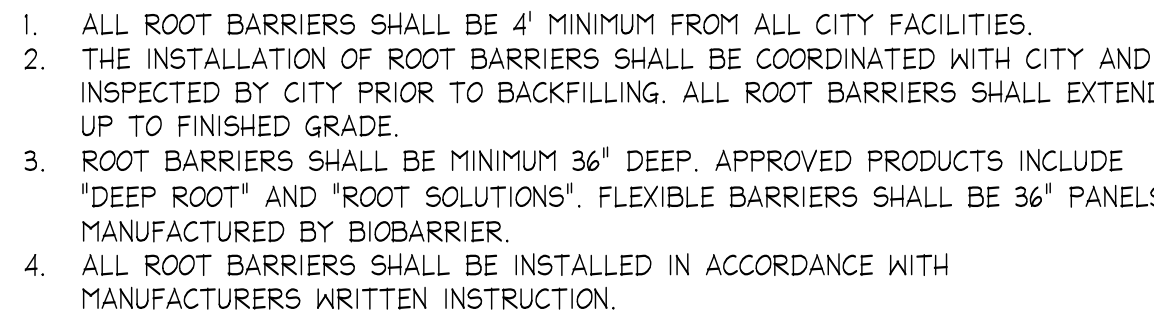 1. ALL ROOT BARRIERS SHALL BE 4' MINIMUM FROM ALL CITY FACILITIES.
2. THE INSTALLATION OF ROOT BARRIERS SHALL BE COORDINATED WITH CITY AND
INSPECTED BY CITY PRIOR TO BACKFILLING. ALL ROOT BARRIERS SHALL EXTEND
UP TO FINISHED GRADE.
3. ROOT BARRIERS SHALL BE MINIMUM 36" DEEP. APPROVED PRODUCTS INCLUDE
"DEEP ROOT" AND "ROOT SOLUTIONS". FLEXIBLE BARRIERS SHALL BE 36" PANELS
MANUFACTURED BY BIOBARRIER.
4. ALL ROOT BARRIERS SHALL BE INSTALLED IN ACCORDANCE WITH
MANUFACTURERS WRITTEN INSTRUCTION.